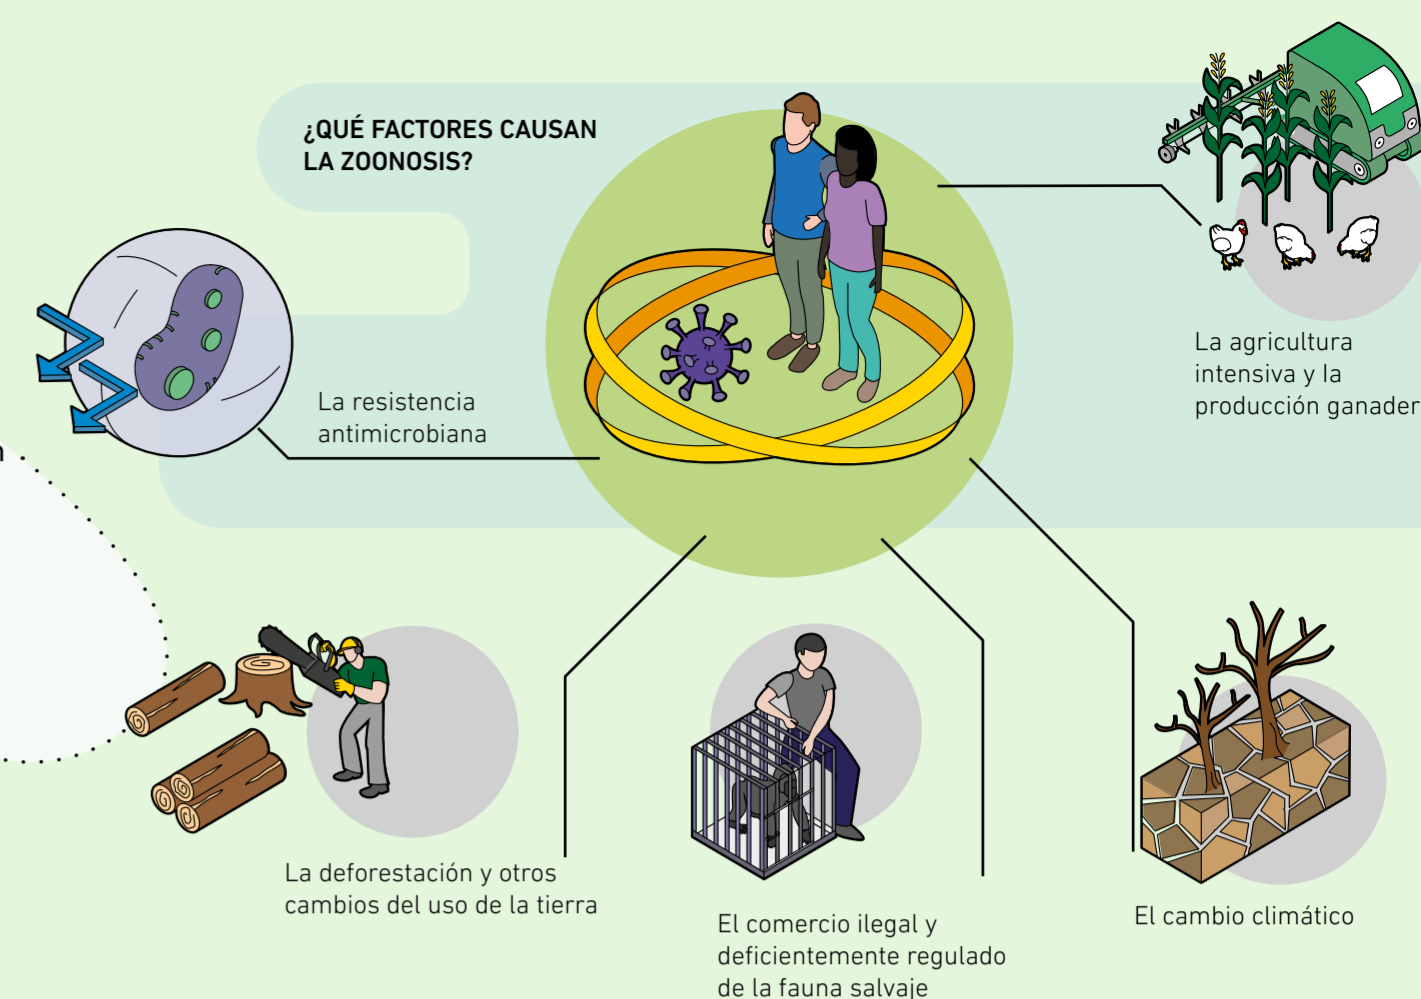 ¿QUÉ FACTORES CAUSAN
LA ZOONOSIS?
La agricultura
intensiva y la
producción ganader
La resistencia
antimicrobiana
La deforestación y otros
cambios del uso de la tierra
El comercio ilegal y
deficientemente regulado
de la fauna salvaje
El cambio climático